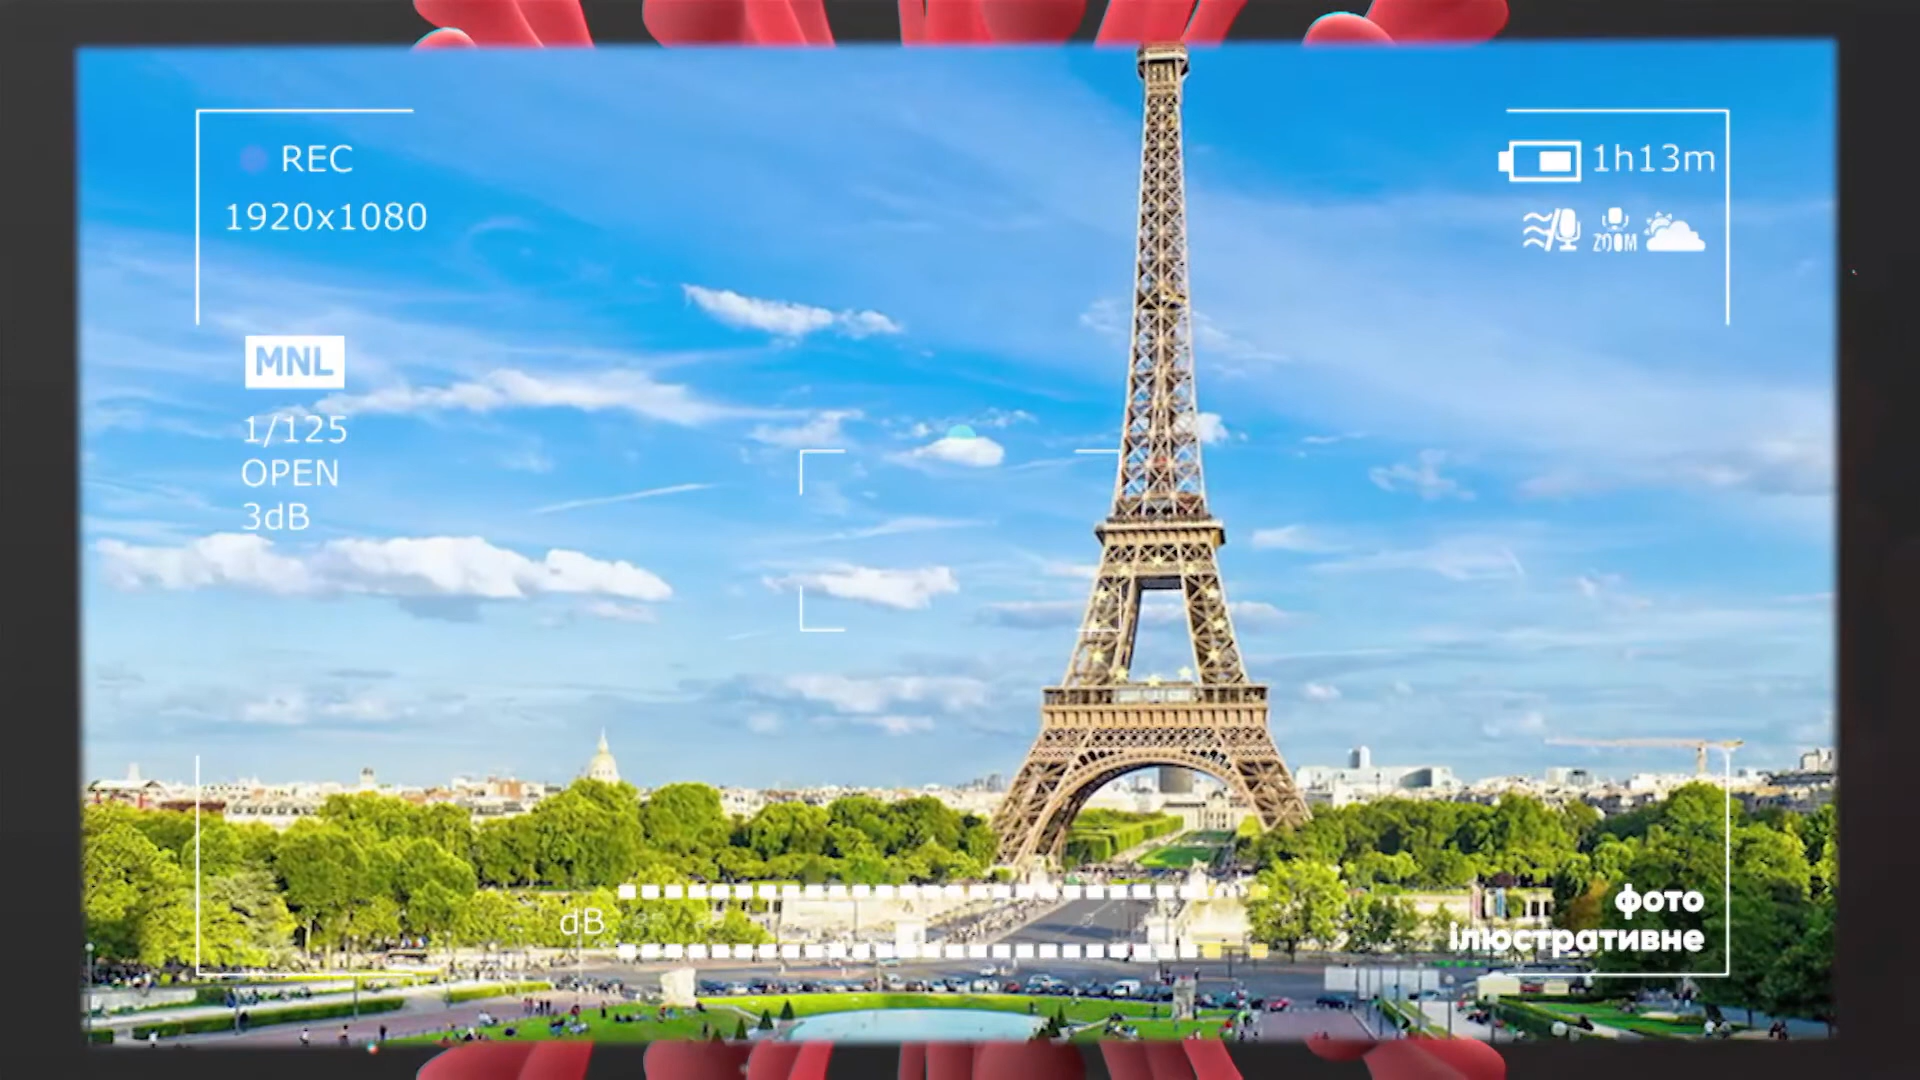 REC
1920x1080
1h13m
ZOOM
MNL
1/125
OPEN
3dB
dB
фото
ілюстративне